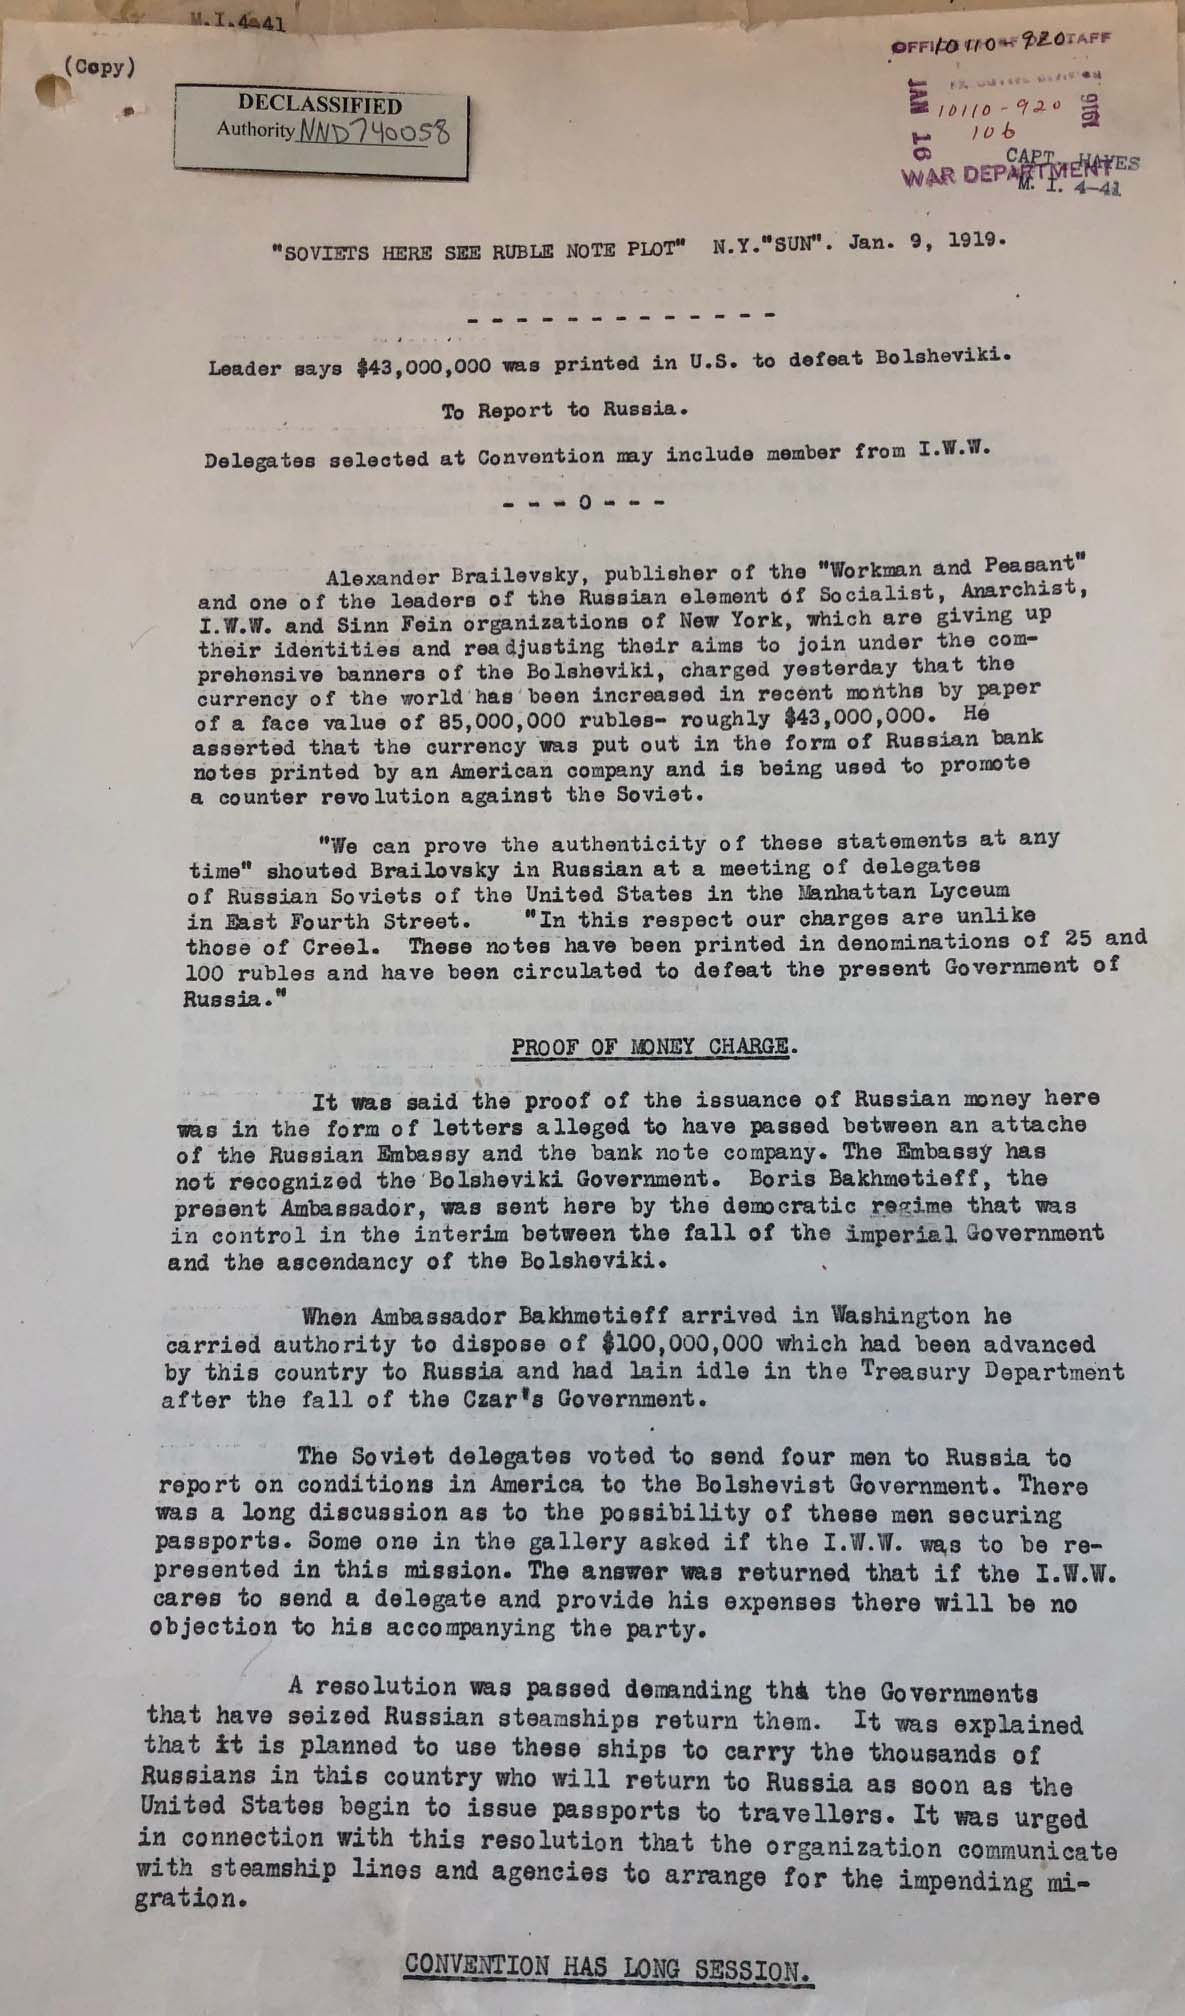 M.I.4-41
(Copy)
OFFICE OF STAFF
10110-920
DECLASSIFIED
Authority NND740058
JAN 16 1919
10110-920
106
CAPT. HAYES
WAR DEPARTMENT
M. I. 4-41
"SOVIETS HERE SEE RUBLE NOTE PLOT" N.Y."SUN". Jan. 9, 1919.
- - - - - - - - - - - - -
Leader says $43,000,000 was printed in U.S. to defeat Bolsheviki.
To Report to Russia.
Delegates selected at Convention may include member from I.W.W.
- - - 0 - - -
Alexander Brailovsky, publisher of the "Workman and Peasant"
and one of the leaders of the Russian element of Socialist, Anarchist,
I.W.W. and Sinn Fein organizations of New York, which are giving up
their identities and readjusting their aims to join under the com-
prehensive banners of the Bolsheviki, charged yesterday that the
currency of the world has been increased in recent months by paper
of a face value of 85,000,000 rubles- roughly $43,000,000. He
asserted that the currency was put out in the form of Russian bank
notes printed by an American company and is being used to promote
a counter revolution against the Soviet.
"We can prove the authenticity of these statements at any
time" shouted Brailovsky in Russian at a meeting of delegates
of Russian Soviets of the United States in the Manhattan Lyceum
in East Fourth Street. "In this respect our charges are unlike
those of Creel. These notes have been printed in denominations of 25 and
100 rubles and have been circulated to defeat the present Government of
Russia."
PROOF OF MONEY CHARGE.
It was said the proof of the issuance of Russian money here
was in the form of letters alleged to have passed between an attache
of the Russian Embassy and the bank note company. The Embassy has
not recognized the Bolsheviki Government. Boris Bakhmetieff, the
present Ambassador, was sent here by the democratic regime that was
in control in the interim between the fall of the imperial Government
and the ascendancy of the Bolsheviki.
When Ambassador Bakhmetieff arrived in Washington he
carried authority to dispose of $100,000,000 which had been advanced
by this country to Russia and had lain idle in the Treasury Department
after the fall of the Czar's Government.
The Soviet delegates voted to send four men to Russia to
report on conditions in America to the Bolshevist Government. There
was a long discussion as to the possibility of these men securing
passports. Some one in the gallery asked if the I.W.W. was to be re-
presented in this mission. The answer was returned that if the I.W.W.
cares to send a delegate and provide his expenses there will be no
objection to his accompanying the party.
A resolution was passed demanding tha the Governments
that have seized Russian steamships return them. It was explained
that it is planned to use these ships to carry the thousands of
Russians in this country who will return to Russia as soon as the
United States begin to issue passports to travellers. It was urged
in connection with this resolution that the organization communicate
with steamship lines and agencies to arrange for the impending mi-
gration.
CONVENTION HAS LONG SESSION.